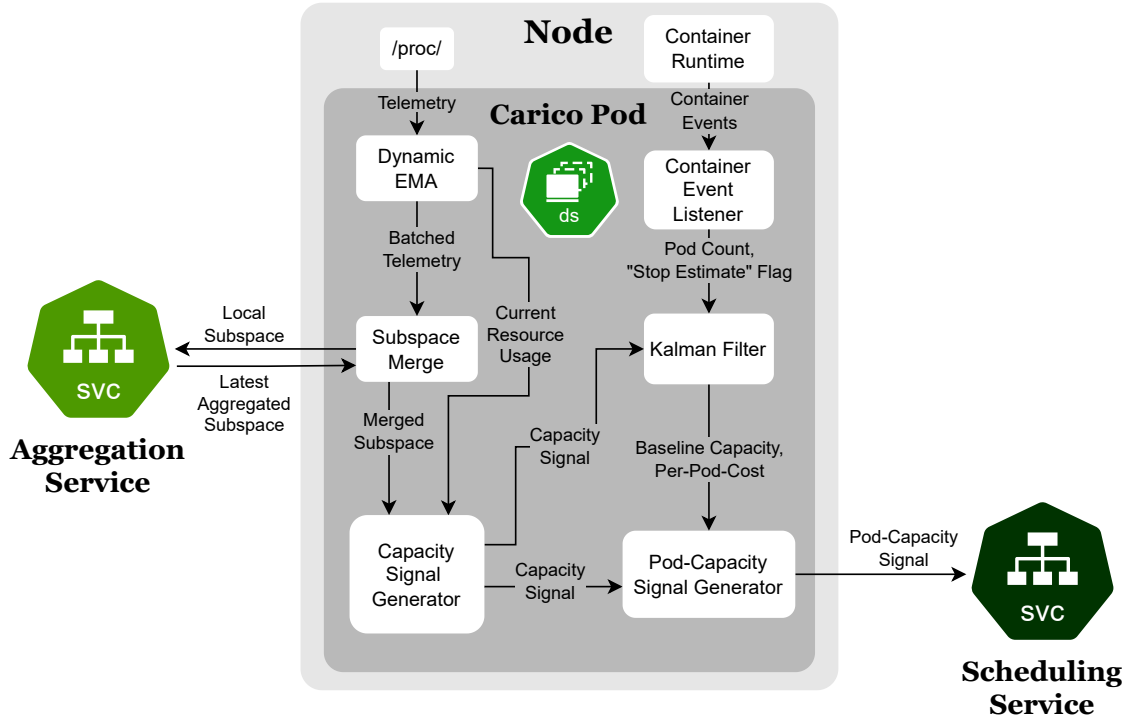 Node
/proc/
Container
Runtime
Telemetry
Container
Events
Carico Pod
Dynamic
EMA
ds
Container
Event
Listener
Batched
Telemetry
Pod Count,
"Stop Estimate" Flag
Local
Subspace
Current
Resource
Usage
Subspace
Merge
Kalman Filter
svc
Latest
Aggregated
Subspace
Aggregation
Service
Merged
Subspace
Capacity
Signal
Baseline Capacity,
Per-Pod-Cost
Capacity
Signal
Generator
Capacity
Signal
Pod-Capacity
Signal Generator
Pod-Capacity
Signal
svc
Scheduling
Service